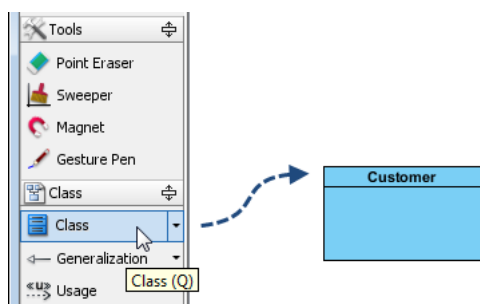 Tools
Point Eraser
Sweeper
Magnet
Gesture Pen
Class
Class
Generalization
Class (Q)
«u» Usage
Customer